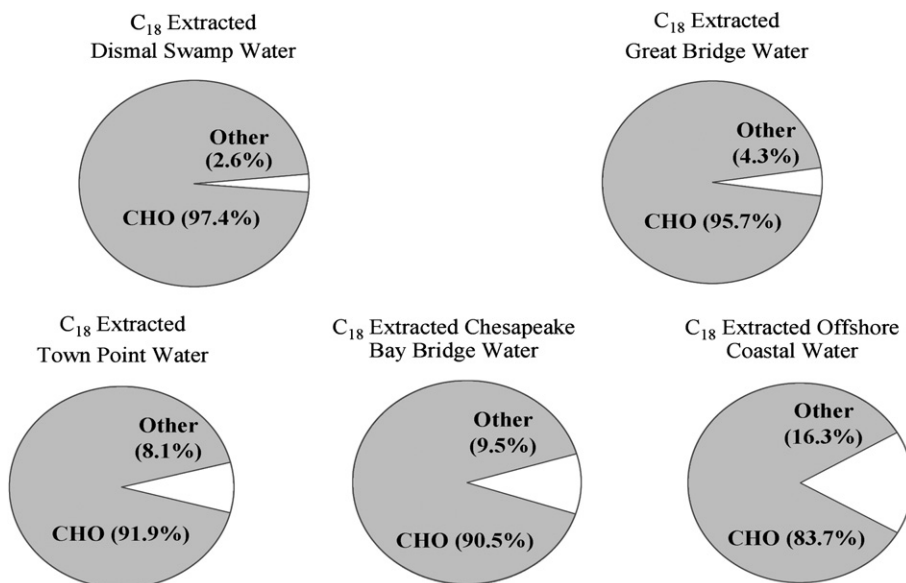 C₁₈ Extracted
Dismal Swamp Water
Other
(2.6%)
CHO (97.4%)
C₁₈ Extracted
Great Bridge Water
Other
(4.3%)
CHO (95.7%)
C₁₈ Extracted
Town Point Water
Other
(8.1%)
CHO (91.9%)
C₁₈ Extracted Chesapeake
Bay Bridge Water
Other
(9.5%)
CHO (90.5%)
C₁₈ Extracted Offshore
Coastal Water
Other
(16.3%)
CHO (83.7%)